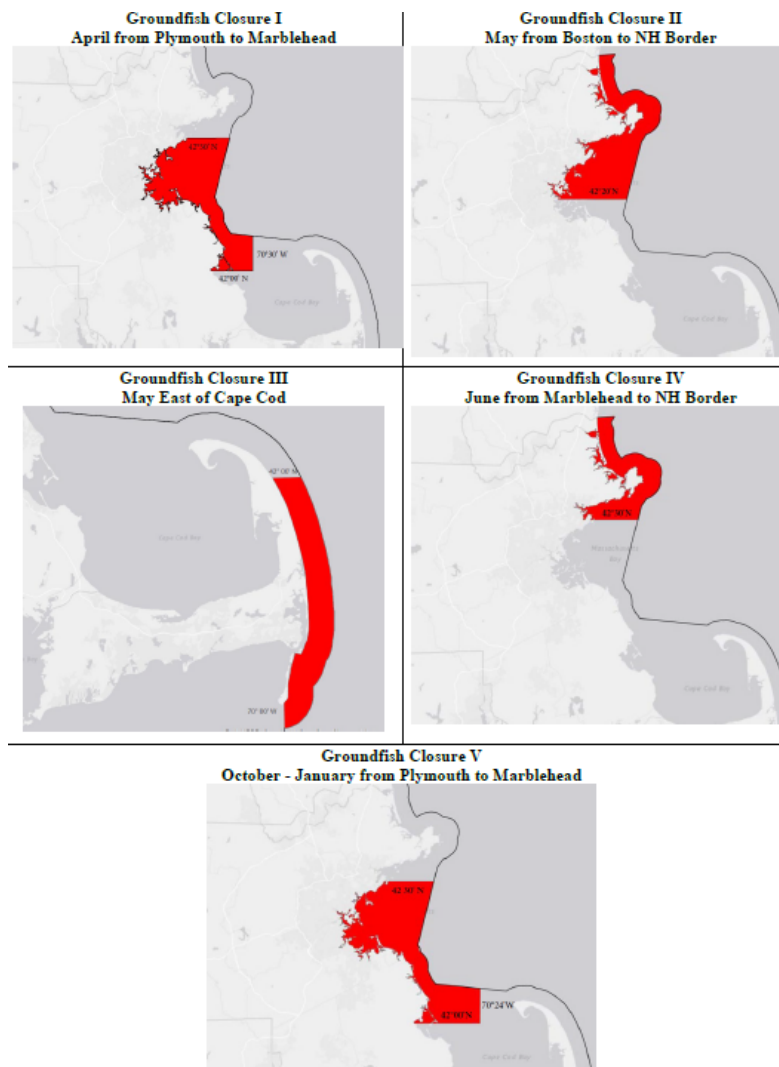 Groundfish Closure I
April from Plymouth to Marblehead
42°30' N
70°30' W
42°00' N
Cape Cod Bay
Groundfish Closure II
May from Boston to NH Border
42°20'N
Cape Cod Bay
Groundfish Closure III
May East of Cape Cod
Cape Cod Bay
70° 00' W
Groundfish Closure IV
June from Marblehead to NH Border
42°30'N
Massachusetts
Bay
Cape Cod Bay
Groundfish Closure V
October - January from Plymouth to Marblehead
42 30' N
70°24'W
42°00'N
Cape Cod Bay